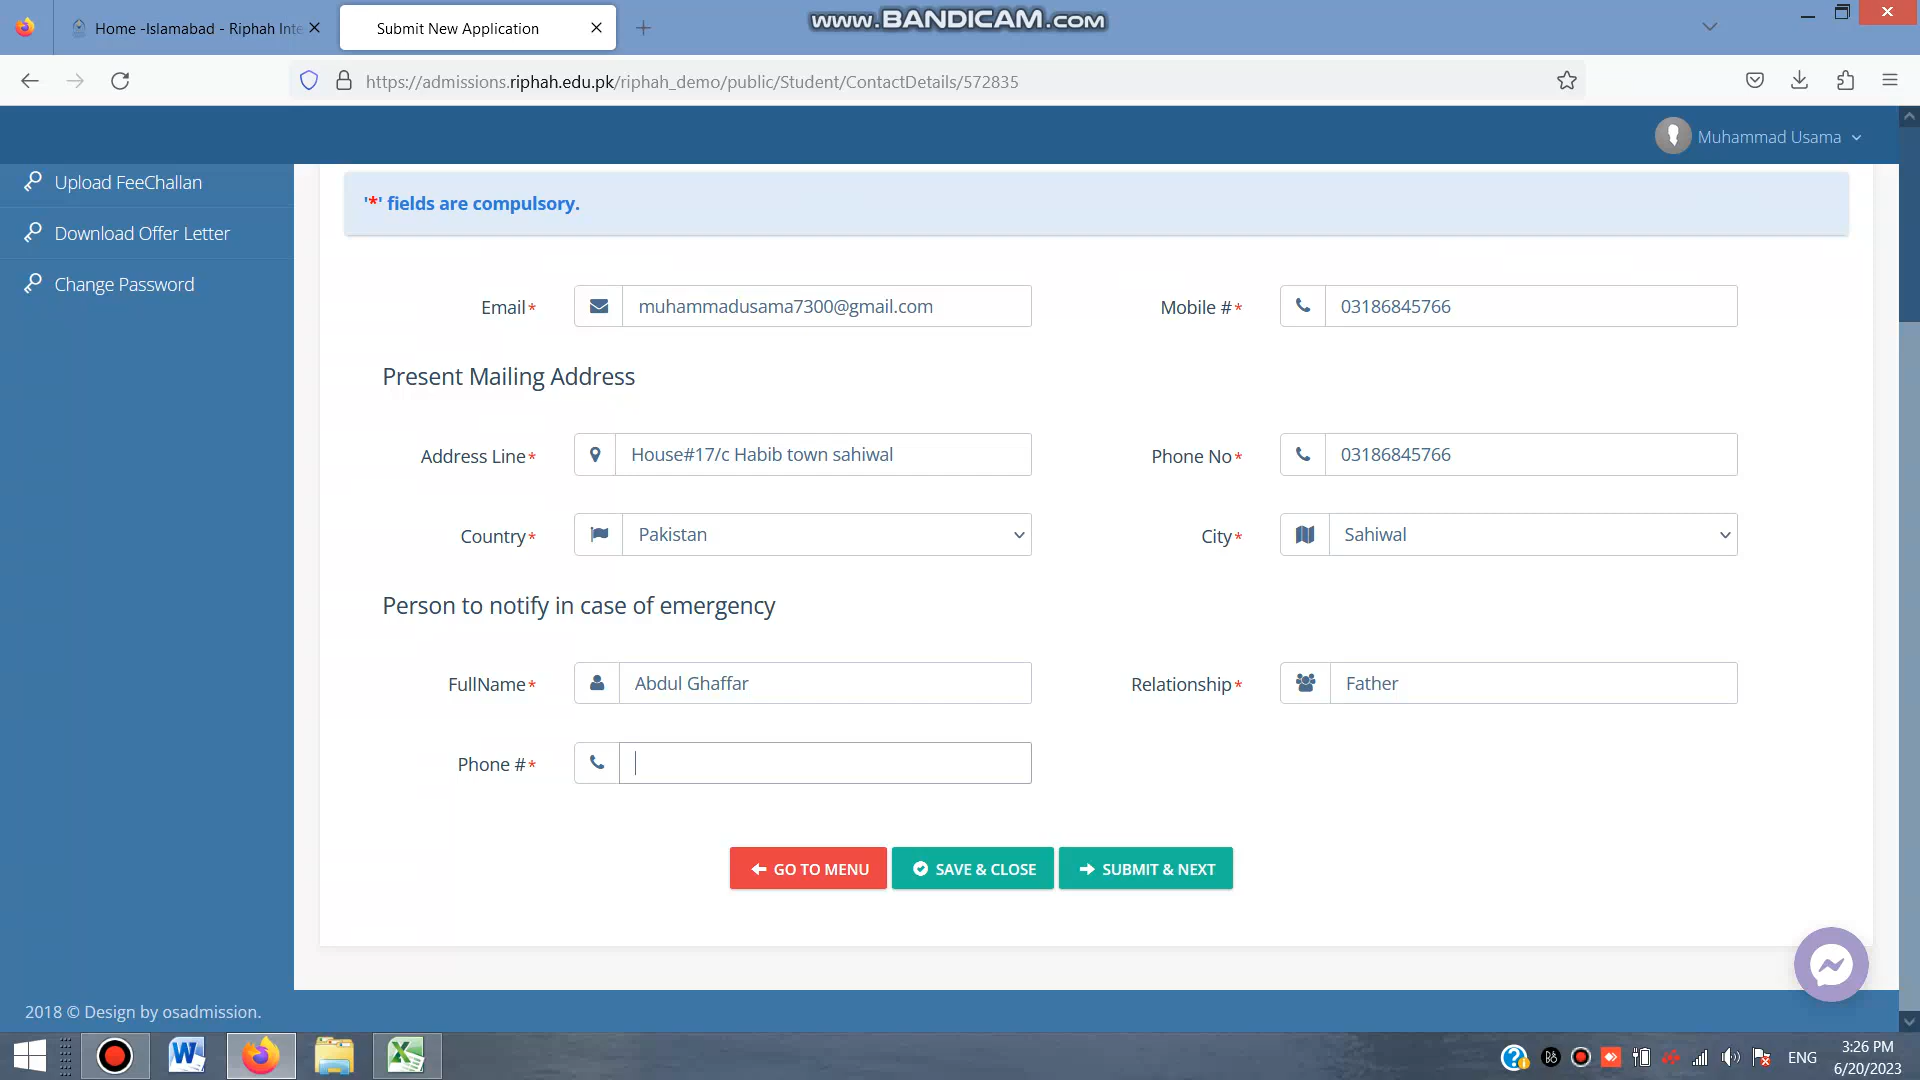 Home -Islamabad - Riphah Inte
Submit New Application
www.BANDICAM.com
https://admissions.riphah.edu.pk/riphah_demo/public/Student/ContactDetails/572835
Muhammad Usama
Upload FeeChallan
Download Offer Letter
Change Password
'*' fields are compulsory.
Email* muhammadusama7300@gmail.com Mobile #* 03186845766
Present Mailing Address
Address Line* House#17/c Habib town sahiwal Phone No* 03186845766
Country* Pakistan City* Sahiwal
Person to notify in case of emergency
FullName* Abdul Ghaffar Relationship* Father
Phone #*
GO TO MENU SAVE & CLOSE SUBMIT & NEXT
2018 © Design by osadmission.
ENG
3:26 PM
6/20/2023